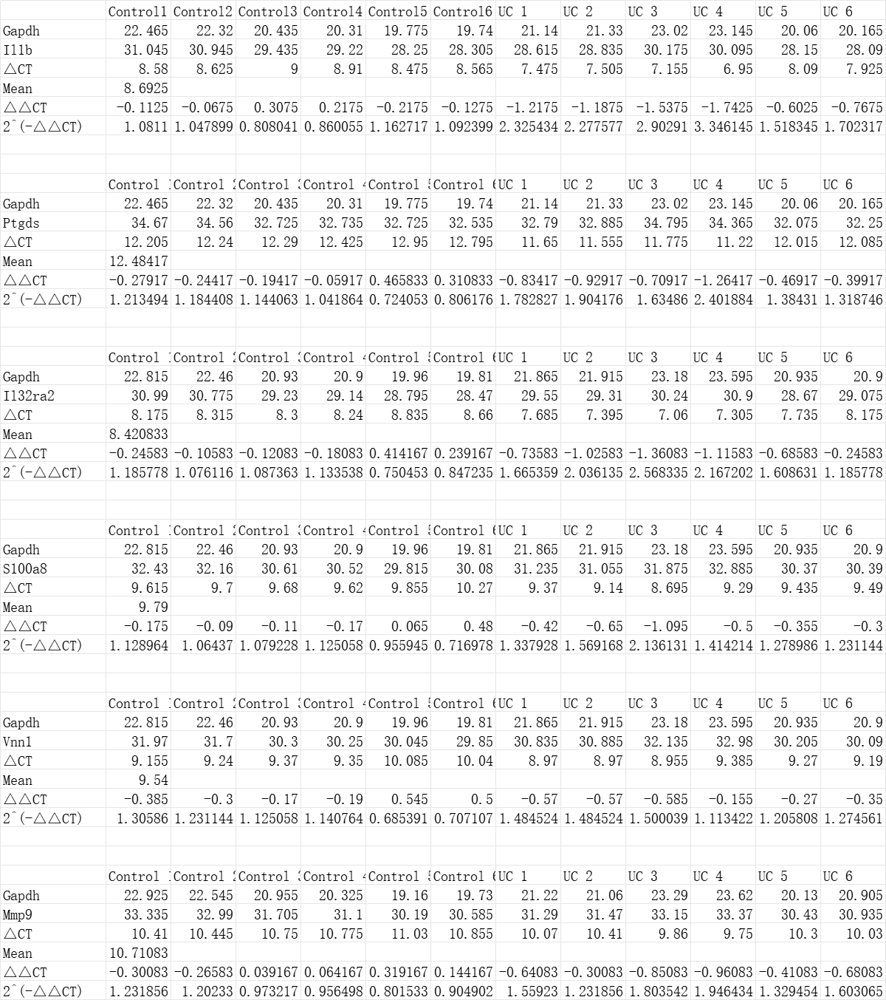 Control1 Control2 Control3 Control4 Control5 Control6 UC 1 UC 2 UC 3 UC 4 UC 5 UC 6
Gapdh 22.465 22.32 20.435 20.31 19.775 19.74 21.14 21.33 23.02 23.145 20.06 20.165
Il1b 31.045 30.945 29.435 29.22 28.25 28.305 28.615 28.835 30.175 30.095 28.15 28.09
△CT 8.58 8.625 9 8.91 8.475 8.565 7.475 7.505 7.155 6.95 8.09 7.925
Mean 8.6925
△△CT -0.1125 -0.0675 0.3075 0.2175 -0.2175 -0.1275 -1.2175 -1.1875 -1.5375 -1.7425 -0.6025 -0.7675
2^(-△△CT) 1.0811 1.047899 0.808041 0.860055 1.162717 1.092399 2.325434 2.277577 2.90291 3.346145 1.518345 1.702317
Control 1 Control 2 Control 3 Control 4 Control 5 Control 6 UC 1 UC 2 UC 3 UC 4 UC 5 UC 6
Gapdh 22.465 22.32 20.435 20.31 19.775 19.74 21.14 21.33 23.02 23.145 20.06 20.165
Ptgds 34.67 34.56 32.725 32.735 32.725 32.535 32.79 32.885 34.795 34.365 32.075 32.25
△CT 12.205 12.24 12.29 12.425 12.95 12.795 11.65 11.555 11.775 11.22 12.015 12.085
Mean 12.48417
△△CT -0.27917 -0.24417 -0.19417 -0.05917 0.465833 0.310833 -0.83417 -0.92917 -0.70917 -1.26417 -0.46917 -0.39917
2^(-△△CT) 1.213494 1.184408 1.144063 1.041864 0.724053 0.806176 1.782827 1.904176 1.63486 2.401884 1.38431 1.318746
Control 1 Control 2 Control 3 Control 4 Control 5 Control 6 UC 1 UC 2 UC 3 UC 4 UC 5 UC 6
Gapdh 22.815 22.46 20.93 20.9 19.96 19.81 21.865 21.915 23.18 23.595 20.935 20.9
Il32ra2 30.99 30.775 29.23 29.14 28.795 28.47 29.55 29.31 30.24 30.9 28.67 29.075
△CT 8.175 8.315 8.3 8.24 8.835 8.66 7.685 7.395 7.06 7.305 7.735 8.175
Mean 8.420833
△△CT -0.24583 -0.10583 -0.12083 -0.18083 0.414167 0.239167 -0.73583 -1.02583 -1.36083 -1.11583 -0.68583 -0.24583
2^(-△△CT) 1.185778 1.076116 1.087363 1.133538 0.750453 0.847235 1.665359 2.036135 2.568335 2.167202 1.608631 1.185778
Control 1 Control 2 Control 3 Control 4 Control 5 Control 6 UC 1 UC 2 UC 3 UC 4 UC 5 UC 6
Gapdh 22.815 22.46 20.93 20.9 19.96 19.81 21.865 21.915 23.18 23.595 20.935 20.9
S100a8 32.43 32.16 30.61 30.52 29.815 30.08 31.235 31.055 31.875 32.885 30.37 30.39
△CT 9.615 9.7 9.68 9.62 9.855 10.27 9.37 9.14 8.695 9.29 9.435 9.49
Mean 9.79
△△CT -0.175 -0.09 -0.11 -0.17 0.065 0.48 -0.42 -0.65 -1.095 -0.5 -0.355 -0.3
2^(-△△CT) 1.128964 1.06437 1.079228 1.125058 0.955945 0.716978 1.337928 1.569168 2.136131 1.414214 1.278986 1.231144
Control 1 Control 2 Control 3 Control 4 Control 5 Control 6 UC 1 UC 2 UC 3 UC 4 UC 5 UC 6
Gapdh 22.815 22.46 20.93 20.9 19.96 19.81 21.865 21.915 23.18 23.595 20.935 20.9
Vnn1 31.97 31.7 30.3 30.25 30.045 29.85 30.835 30.885 32.135 32.98 30.205 30.09
△CT 9.155 9.24 9.37 9.35 10.085 10.04 8.97 8.97 8.955 9.385 9.27 9.19
Mean 9.54
△△CT -0.385 -0.3 -0.17 -0.19 0.545 0.5 -0.57 -0.57 -0.585 -0.155 -0.27 -0.35
2^(-△△CT) 1.30586 1.231144 1.125058 1.140764 0.685391 0.707107 1.484524 1.484524 1.500039 1.113422 1.205808 1.274561
Control 1 Control 2 Control 3 Control 4 Control 5 Control 6 UC 1 UC 2 UC 3 UC 4 UC 5 UC 6
Gapdh 22.925 22.545 20.955 20.325 19.16 19.73 21.22 21.06 23.29 23.62 20.13 20.905
Mmp9 33.335 32.99 31.705 31.1 30.19 30.585 31.29 31.47 33.15 33.37 30.43 30.935
△CT 10.41 10.445 10.75 10.775 11.03 10.855 10.07 10.41 9.86 9.75 10.3 10.03
Mean 10.71083
△△CT -0.30083 -0.26583 0.039167 0.064167 0.319167 0.144167 -0.64083 -0.30083 -0.85083 -0.96083 -0.41083 -0.68083
2^(-△△CT) 1.231856 1.20233 0.973217 0.956498 0.801533 0.904902 1.55923 1.231856 1.803542 1.946434 1.329454 1.603065